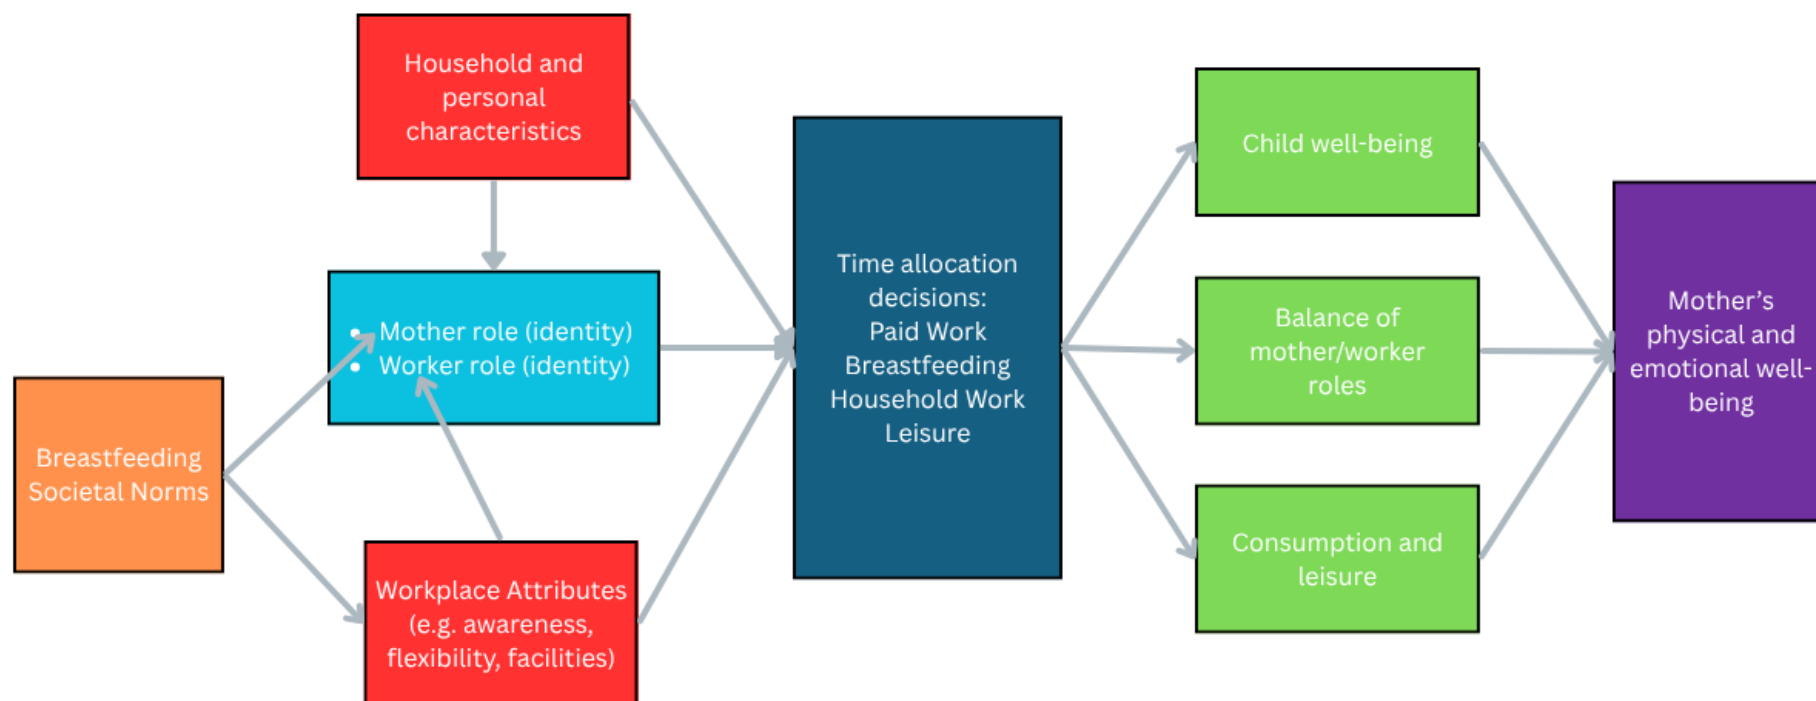 Household and
personal
characteristics
• Mother role (identity)
• Worker role (identity)
Breastfeeding
Societal Norms
Workplace Attributes
(e.g. awareness,
flexibility, facilities)
Time allocation
decisions:
Paid Work
Breastfeeding
Household Work
Leisure
Child well-being
Balance of
mother/worker
roles
Consumption and
leisure
Mother’s
physical and
emotional well-
being